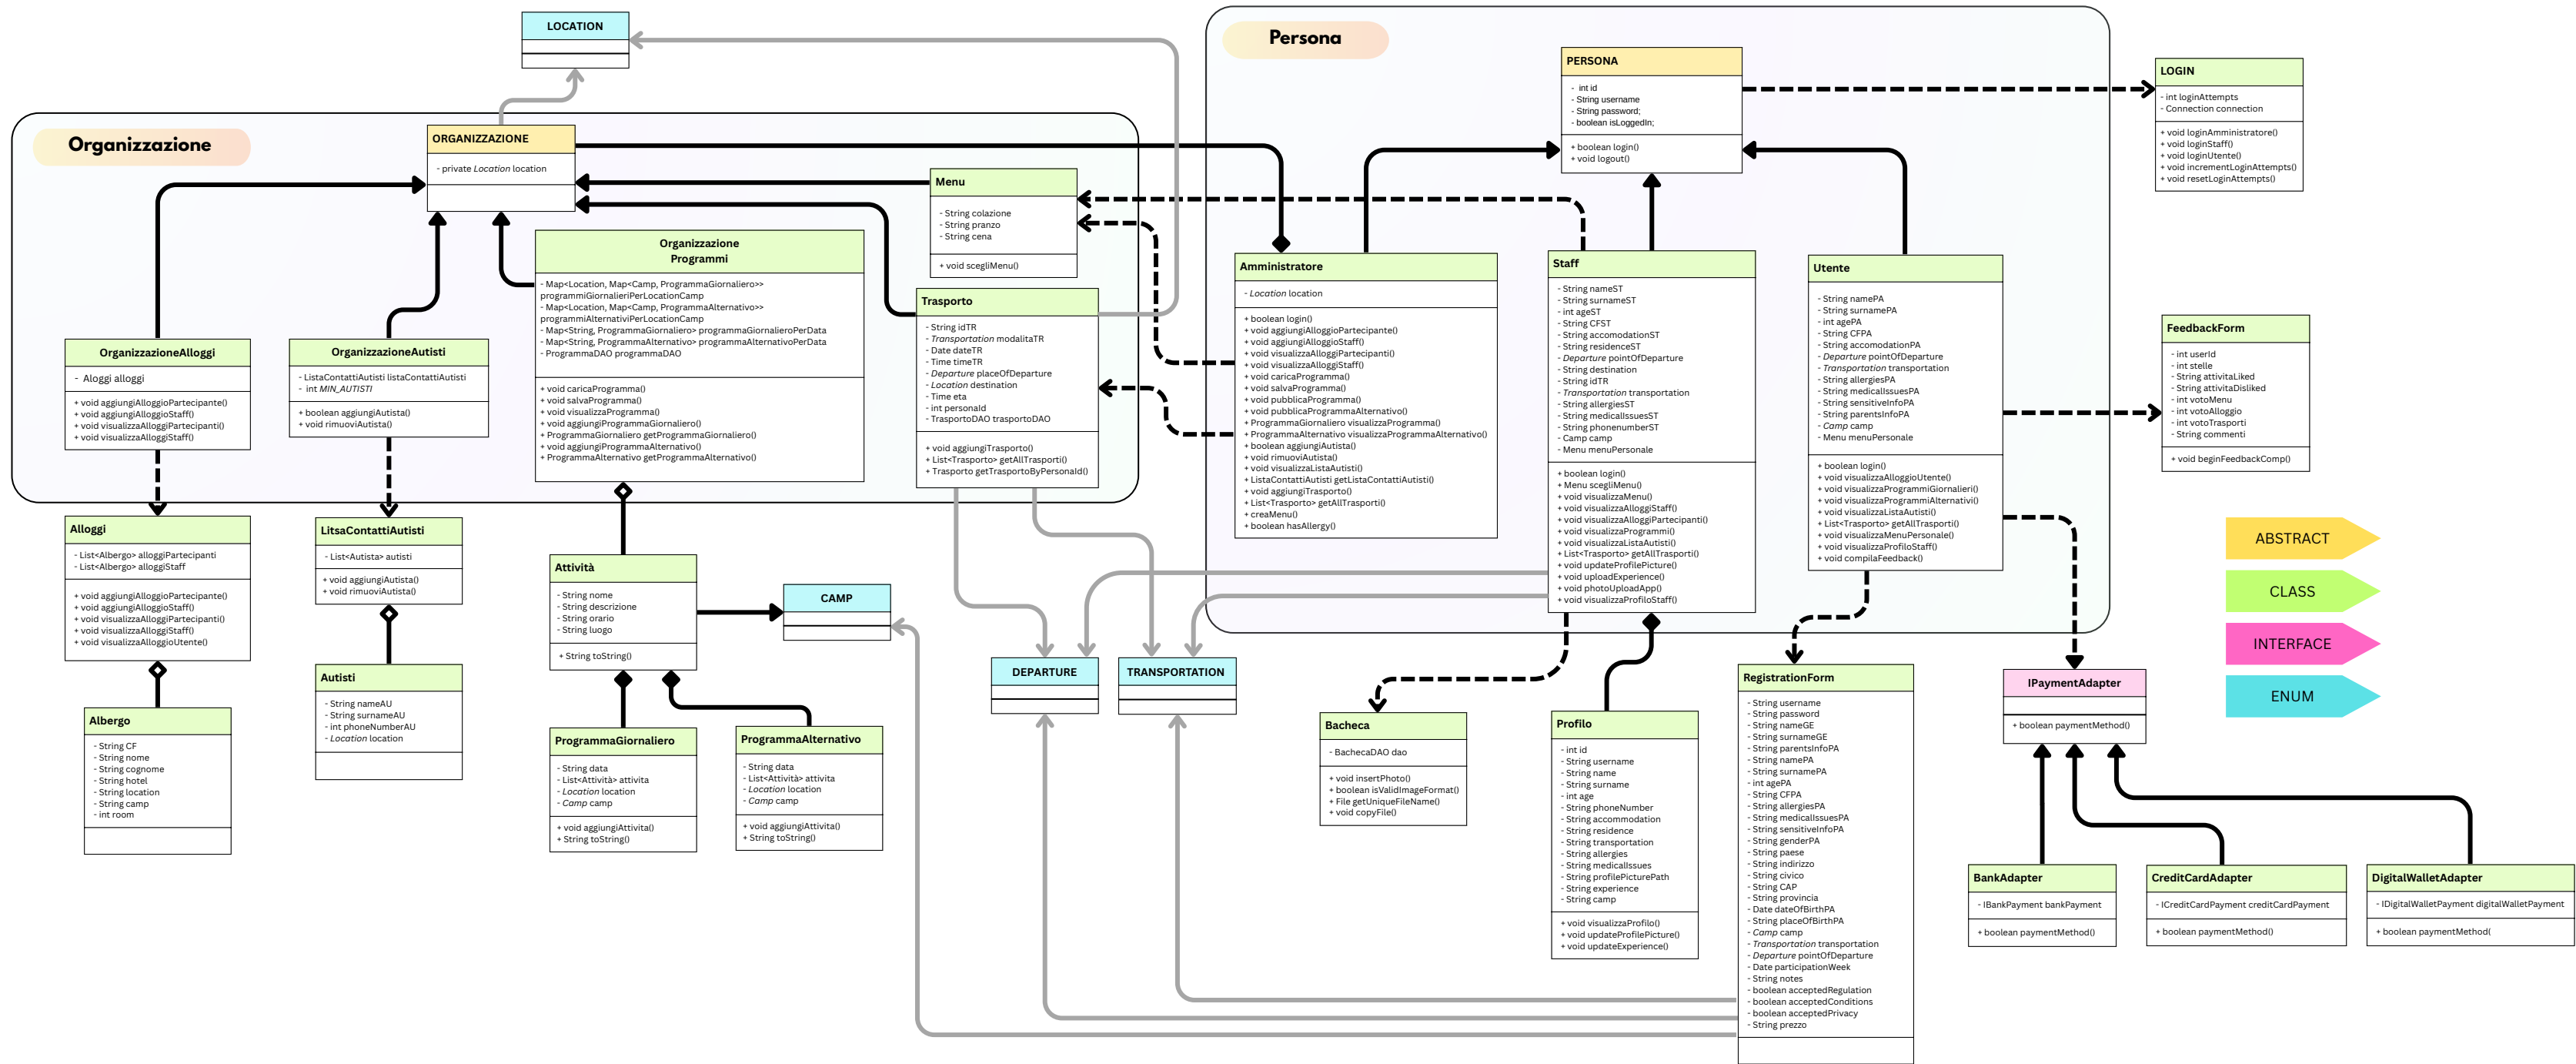 LOCATION
Organizzazione
ORGANIZZAZIONE
- private Location location
Menu
- String colazione
- String pranzo
- String cena
+ void scegliMenu()
Organizzazione
Programmi
- Map<Location, Map<Camp, ProgrammaGiornaliero>>
programmiGiornalieriPerLocationCamp
- Map<Location, Map<Camp, ProgrammaAlternativo>>
programmiAlternativiPerLocationCamp
- Map<String, ProgrammaGiornaliero> programmaGiornalieroPerData
- Map<String, ProgrammaAlternativo> programmaAlternativoPerData
- ProgrammaDAO programmaDAO
+ void caricaProgramma()
+ void salvaProgramma()
+ void visualizzaProgramma()
+ void aggiungiProgrammaGiornaliero()
+ ProgrammaGiornaliero getProgrammaGiornaliero()
+ void aggiungiProgrammaAlternativo()
+ ProgrammaAlternativo getProgrammaAlternativo()
Trasporto
- String idTR
- Transportation modalitaTR
- Date dateTR
- Time timeTR
- Departure placeOfDeparture
- Location destination
- Time eta
- int personaId
- TrasportoDAO trasportoDAO
+ void aggiungiTrasporto()
+ List<Trasporto> getAllTrasporti()
+ Trasporto getTrasportoByPersonaId()
OrganizzazioneAlloggi
- Aloggi alloggi
+ void aggiungiAlloggioPartecipante()
+ void aggiungiAlloggioStaff()
+ void visualizzaAlloggiPartecipanti()
+ void visualizzaAlloggiStaff()
OrganizzazioneAutisti
- ListaContattiAutisti listaContattiAutisti
- int MIN_AUTISTI
+ boolean aggiungiAutista()
+ void rimuoviAutista()
Alloggi
- List<Albergo> alloggiPartecipanti
- List<Albergo> alloggiStaff
+ void aggiungiAlloggioPartecipante()
+ void aggiungiAlloggioStaff()
+ void visualizzaAlloggiPartecipanti()
+ void visualizzaAlloggiStaff()
+ void visualizzaAlloggioUtente()
LitsaContattiAutisti
- List<Autista> autisti
+ void aggiungiAutista()
+ void rimuoviAutista()
Albergo
- String CF
- String nome
- String cognome
- String hotel
- String location
- String camp
- int room
Autisti
- String nameAU
- String surnameAU
- int phoneNumberAU
- Location location
Attività
- String nome
- String descrizione
- String orario
- String luogo
+ String toString()
CAMP
ProgrammaGiornaliero
- String data
- List<Attività> attivita
- Location location
- Camp camp
+ void aggiungiAttivita()
+ String toString()
ProgrammaAlternativo
- String data
- List<Attività> attivita
- Location location
- Camp camp
+ void aggiungiAttivita()
+ String toString()
DEPARTURE
TRANSPORTATION
Persona
PERSONA
- int id
- String username
- String password;
- boolean isLoggedIn;
+ boolean login()
+ void logout()
LOGIN
- int loginAttempts
- Connection connection
+ void loginAmministratore()
+ void loginStaff()
+ void loginUtente()
+ void incrementLoginAttempts()
+ void resetLoginAttempts()
Amministratore
- Location location
+ boolean login()
+ void aggiungiAlloggioPartecipante()
+ void aggiungiAlloggioStaff()
+ void visualizzaAlloggiPartecipanti()
+ void visualizzaAlloggiStaff()
+ void caricaProgramma()
+ void salvaProgramma()
+ void pubblicaProgramma()
+ void pubblicaProgrammaAlternativo()
+ ProgrammaGiornaliero visualizzaProgramma()
+ ProgrammaAlternativo visualizzaProgrammaAlternativo()
+ boolean aggiungiAutista()
+ void rimuoviAutista()
+ void visualizzaListaAutisti()
+ ListaContattiAutisti getListaContattiAutisti()
+ void aggiungiTrasporto()
+ List<Trasporto> getAllTrasporti()
+ creaMenu()
+ boolean hasAllergy()
Staff
- String nameST
- String surnameST
- int ageST
- String CFST
- String accomodationST
- String residenceST
- Departure pointOfDeparture
- String destination
- String idTR
- Transportation transportation
- String allergiesST
- String medicalIssuesST
- String phonenumberST
- Camp camp
- Menu menuPersonale
+ boolean login()
+ Menu scegliMenu()
+ void visualizzaMenu()
+ void visualizzaAlloggiStaff()
+ void visualizzaAlloggiPartecipanti()
+ void visualizzaProgrammi()
+ void visualizzaListaAutisti()
+ List<Trasporto> getAllTrasporti()
+ void updateProfilePicture()
+ void uploadExperience()
+ void photoUploadApp()
+ void visualizzaProfiloStaff()
Utente
- String namePA
- String surnamePA
- int agePA
- String CFPA
- String accomodationPA
- Departure pointOfDeparture
- Transportation transportation
- String allergiesPA
- String medicalIssuesPA
- String sensitiveInfoPA
- String parentsInfoPA
- Camp camp
- Menu menuPersonale
+ boolean login()
+ void visualizzaAlloggioUtente()
+ void visualizzaProgrammiGiornalieri()
+ void visualizzaProgrammiAlternativi()
+ void visualizzaListaAutisti()
+ List<Trasporto> getAllTrasporti()
+ void visualizzaMenuPersonale()
+ void visualizzaProfiloStaff()
+ void compilaFeedback()
FeedbackForm
- int userId
- int stelle
- String attivitaLiked
- String attivitaDisliked
- int votoMenu
- int votoAlloggio
- int votoTrasporti
- String commenti
+ void beginFeedbackComp()
ABSTRACT
CLASS
INTERFACE
ENUM
Bacheca
- BachecaDAO dao
+ void insertPhoto()
+ boolean isValidImageFormat()
+ File getUniqueFileName()
+ void copyFile()
Profilo
- int id
- String username
- String name
- String surname
- int age
- String phoneNumber
- String accommodation
- String residence
- String transportation
- String allergies
- String medicalIssues
- String profilePicturePath
- String experience
- String camp
+ void visualizzaProfilo()
+ void updateProfilePicture()
+ void updateExperience()
RegistrationForm
- String username
- String password
- String nameGE
- String surnameGE
- String parentsInfoPA
- String namePA
- String surnamePA
- int agePA
- String CFPA
- String allergiesPA
- String medicalIssuesPA
- String sensitiveInfoPA
- String genderPA
- String paese
- String indirizzo
- String civico
- String CAP
- String provincia
- Date dateOfBirthPA
- String placeOfBirthPA
- Camp camp
- Transportation transportation
- Departure pointOfDeparture
- Date participationWeek
- String notes
- boolean acceptedRegulation
- boolean acceptedConditions
- boolean acceptedPrivacy
- String prezzo
IPaymentAdapter
+ boolean paymentMethod()
BankAdapter
- IBankPayment bankPayment
+ boolean paymentMethod()
CreditCardAdapter
- ICreditCardPayment creditCardPayment
+ boolean paymentMethod()
DigitalWalletAdapter
- IDigitalWalletPayment digitalWalletPayment
+ boolean paymentMethod(